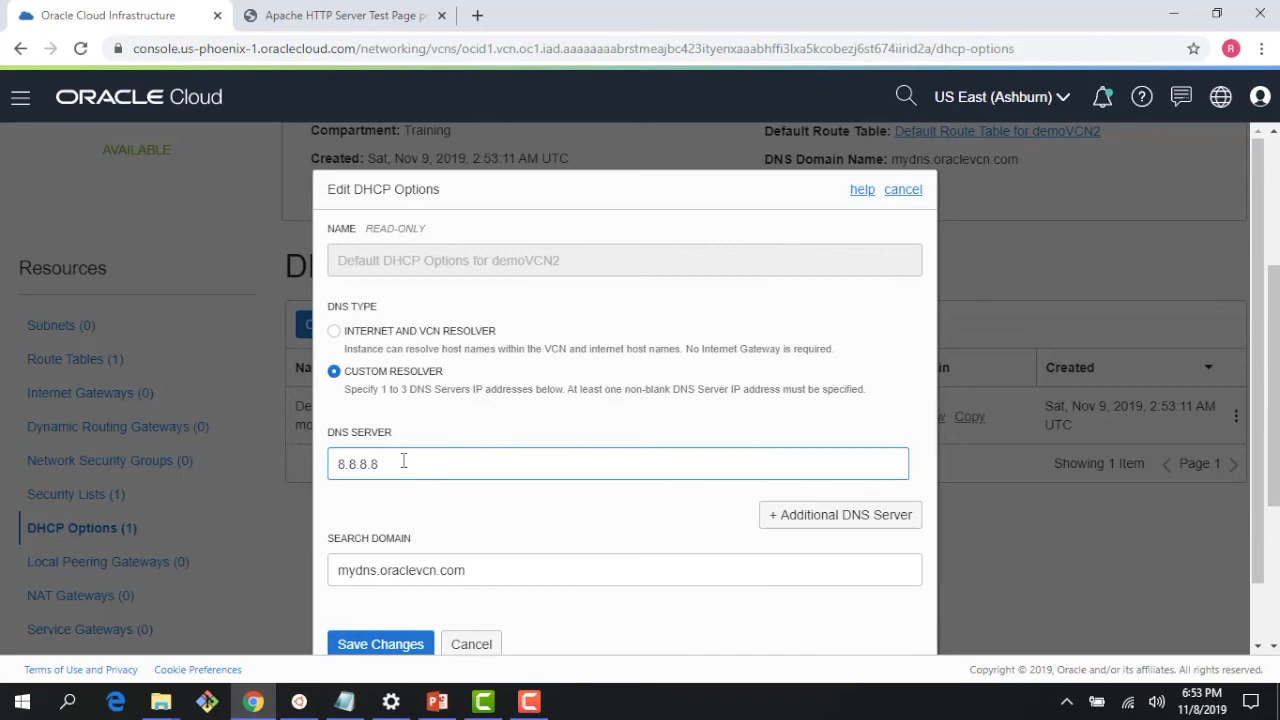 Oracle Cloud Infrastructure
Apache HTTP Server Test Page po
console.us-phoenix-1.oraclecloud.com/networking/vcns/ocid1.vcn.oc1.iad.aaaaaaaabrstmeajbc423ityenxaaabhffi3lxa5kcobezj6st674iirid2a/dhcp-options
R
ORACLE Cloud
US East (Ashburn)
AVAILABLE
Compartment: Training
Default Route Table: Default Route Table for demoVCN2
Created: Sat, Nov 9, 2019, 2:53:11 AM UTC
DNS Domain Name: mydns.oraclevcn.com
Edit DHCP Options
help cancel
NAME READ-ONLY
Default DHCP Options for demoVCN2
DNS TYPE
INTERNET AND VCN RESOLVER
Instance can resolve host names within the VCN and internet host names. No Internet Gateway is required.
CUSTOM RESOLVER
Specify 1 to 3 DNS Servers IP addresses below. At least one non-blank DNS Server IP address must be specified.
DNS SERVER
8.8.8.8
+ Additional DNS Server
SEARCH DOMAIN
mydns.oraclevcn.com
Save Changes
Cancel
Resources
Subnets (0)
Route Tables (1)
Internet Gateways (0)
Dynamic Routing Gateways (0)
Network Security Groups (0)
Security Lists (1)
DHCP Options (1)
Local Peering Gateways (0)
NAT Gateways (0)
Service Gateways (0)
Created
Copy
Sat, Nov 9, 2019, 2:53:11 AM
UTC
Showing 1 Item
Page 1
Terms of Use and Privacy
Cookie Preferences
Copyright © 2019, Oracle and/or its affiliates. All rights reserved.
6:53 PM
11/8/2019